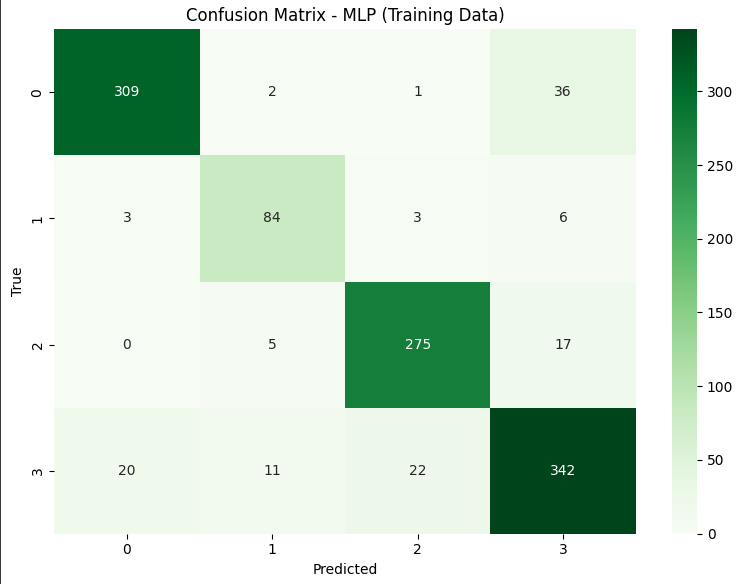 Confusion Matrix - MLP (Training Data)
0 309 2 1 36
1 3 84 3 6
2 0 5 275 17
3 20 11 22 342
0 1 2 3
Predicted
True
300
250
200
150
100
50
0